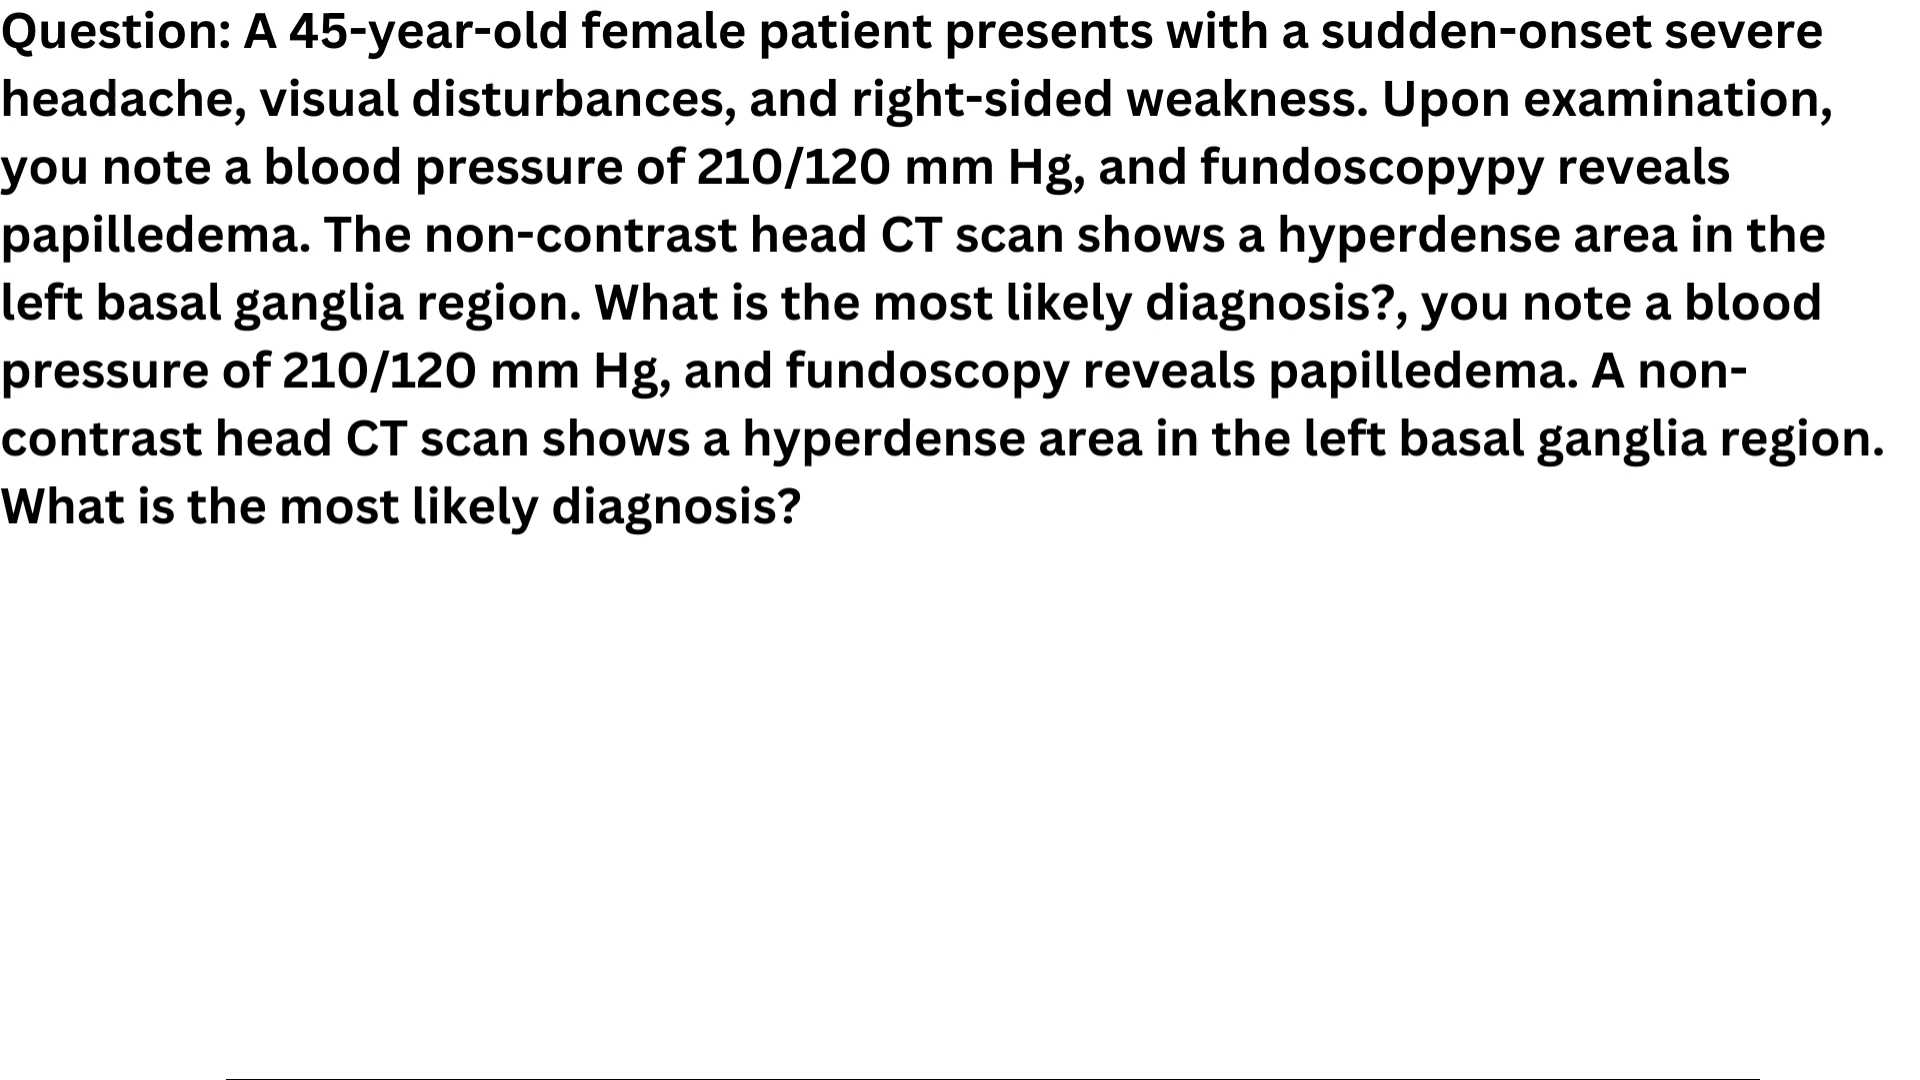 Question: A 45-year-old female patient presents with a sudden-onset severe
headache, visual disturbances, and right-sided weakness. Upon examination,
you note a blood pressure of 210/120 mm Hg, and fundoscopypy reveals
papilledema. The non-contrast head CT scan shows a hyperdense area in the
left basal ganglia region. What is the most likely diagnosis?, you note a blood
pressure of 210/120 mm Hg, and fundoscopy reveals papilledema. A non-
contrast head CT scan shows a hyperdense area in the left basal ganglia region.
What is the most likely diagnosis?